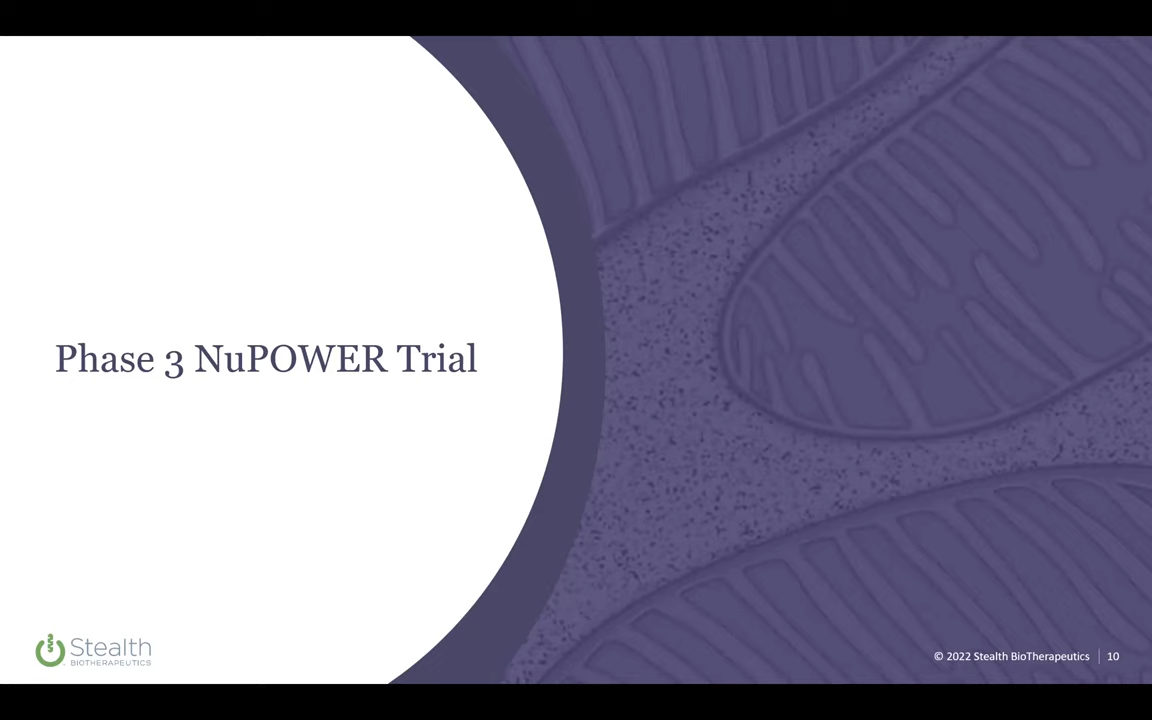 Phase 3 NuPOWER Trial
Stealth
BIOTHERAPEUTICS
© 2022 Stealth BioTherapeutics | 10